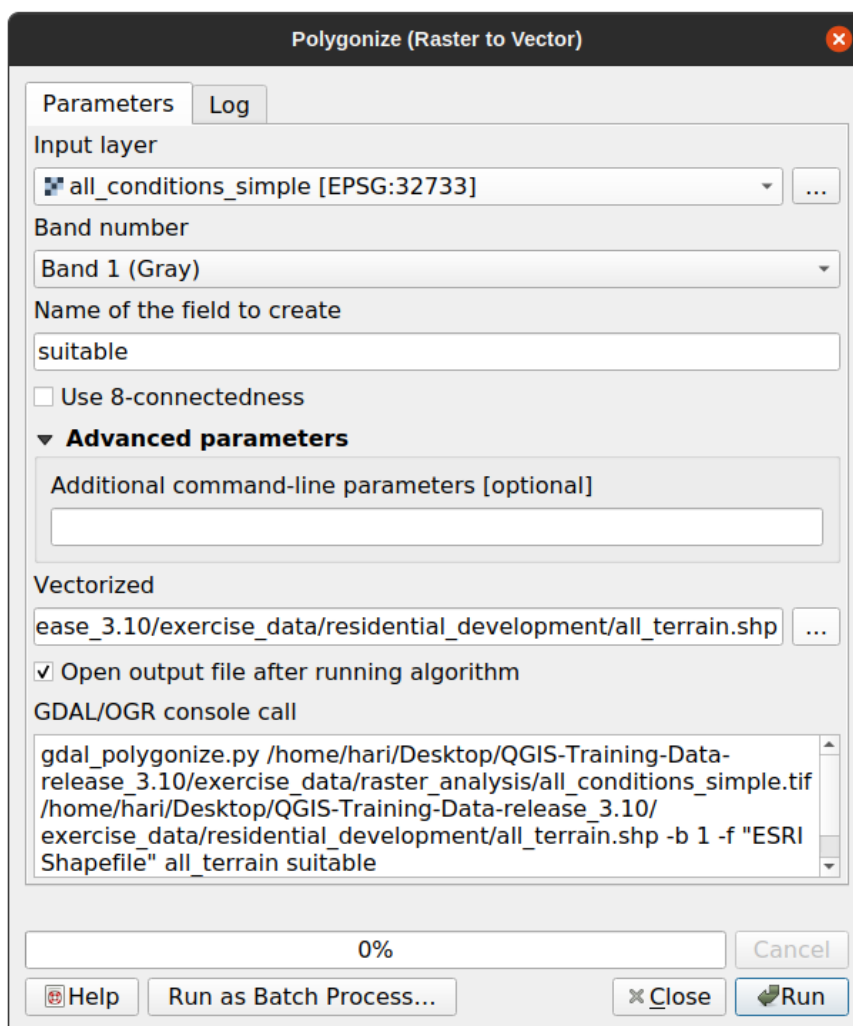 Polygonize (Raster to Vector)
Parameters
Log
Input layer
all_conditions_simple [EPSG:32733]
...
Band number
Band 1 (Gray)
Name of the field to create
suitable
Use 8-connectedness
Advanced parameters
Additional command-line parameters [optional]
Vectorized
ease_3.10/exercise_data/residential_development/all_terrain.shp
...
Open output file after running algorithm
GDAL/OGR console call
gdal_polygonize.py /home/hari/Desktop/QGIS-Training-Data-
release_3.10/exercise_data/raster_analysis/all_conditions_simple.tif
/home/hari/Desktop/QGIS-Training-Data-release_3.10/
exercise_data/residential_development/all_terrain.shp -b 1 -f "ESRI
Shapefile" all_terrain suitable
0%
Cancel
Help
Run as Batch Process...
Close
Run